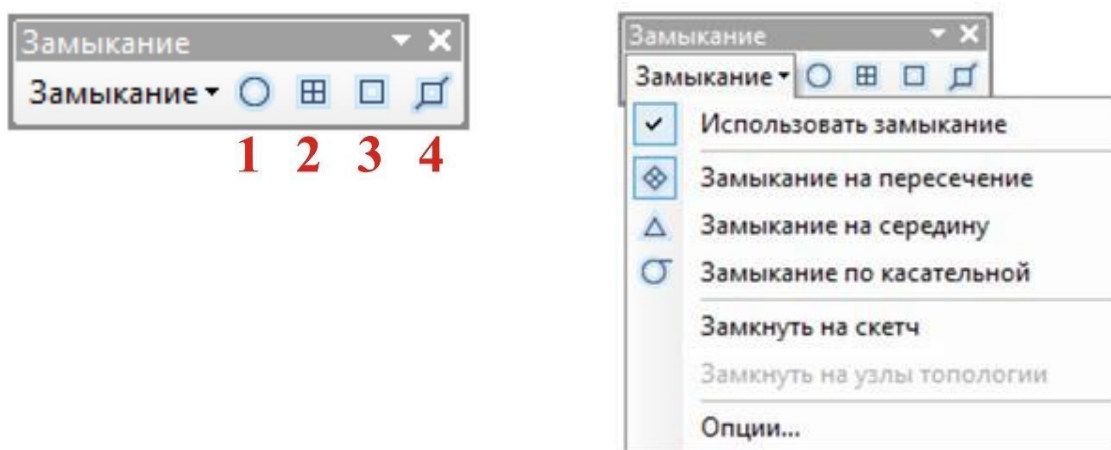 Замыкание
Замыкание
1 2 3 4
Замыкание
Замыкание
Использовать замыкание
Замыкание на пересечение
Замыкание на середину
Замыкание по касательной
Замкнуть на скетч
Замкнуть на узлы топологии
Опции...